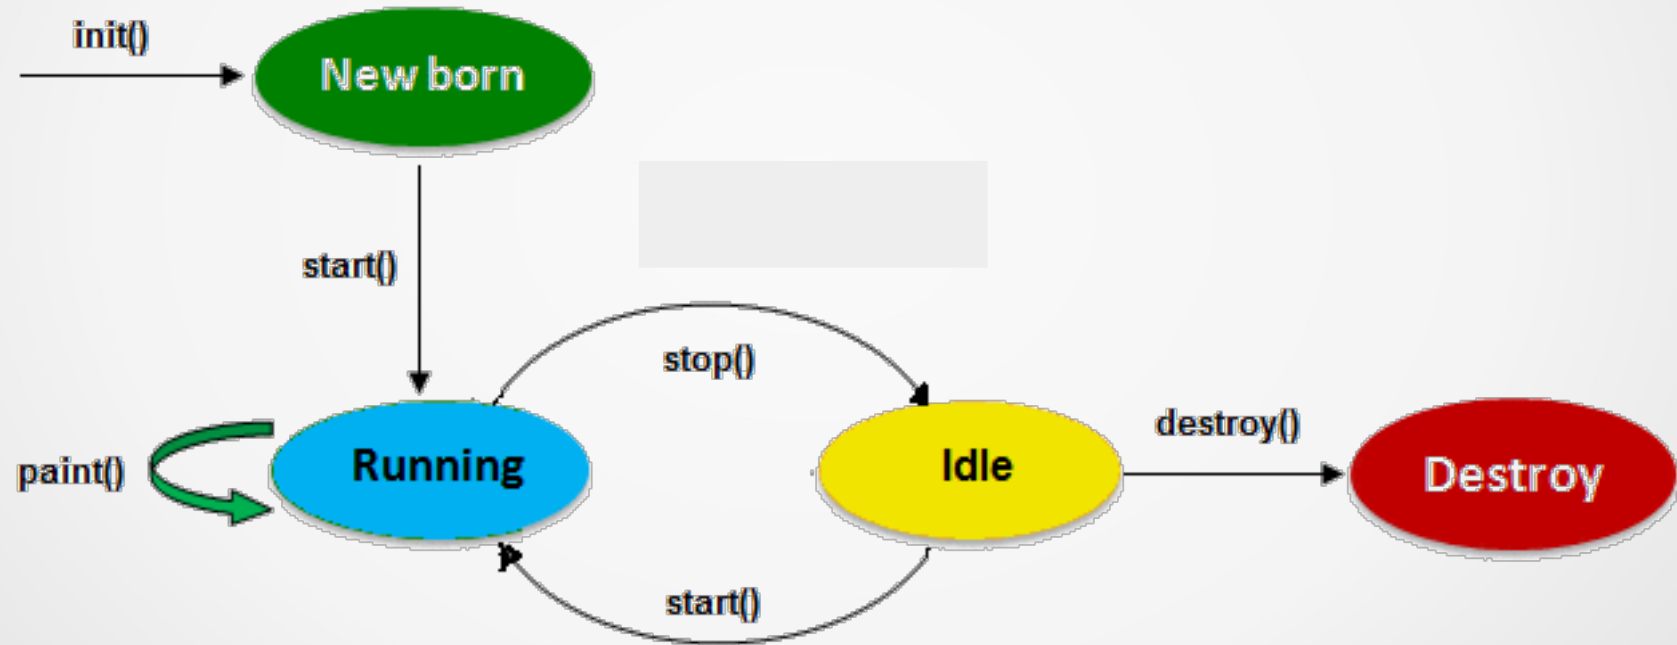 init()
New born
start()
stop()
destroy()
paint()
Running
Idle
Destroy
start()